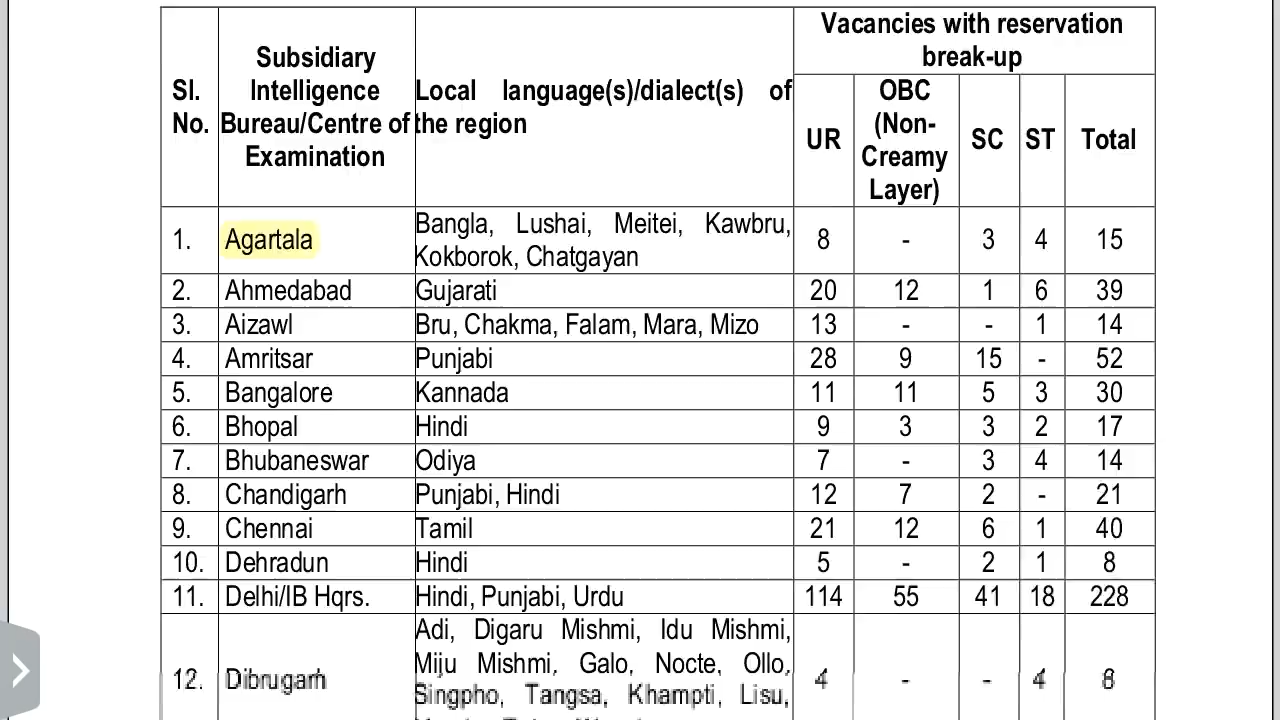 Vacancies with reservation
break-up
Sl.
No.
Subsidiary
Intelligence
Bureau/Centre of
Examination
Local language(s)/dialect(s) of
the region
UR
OBC
(Non-
Creamy
Layer)
SC
ST
Total
1. Agartala Bangla, Lushai, Meitei, Kawbru,
Kokborok, Chatgayan 8 - 3 4 15
2. Ahmedabad Gujarati 20 12 1 6 39
3. Aizawl Bru, Chakma, Falam, Mara, Mizo 13 - - 1 14
4. Amritsar Punjabi 28 9 15 - 52
5. Bangalore Kannada 11 11 5 3 30
6. Bhopal Hindi 9 3 3 2 17
7. Bhubaneswar Odiya 7 - 3 4 14
8. Chandigarh Punjabi, Hindi 12 7 2 - 21
9. Chennai Tamil 21 12 6 1 40
10. Dehradun Hindi 5 - 2 1 8
11. Delhi/IB Hqrs. Hindi, Punjabi, Urdu 114 55 41 18 228
12. Dibrugarh Adi, Digaru Mishmi, Idu Mishmi,
Miju Mishmi, Galo, Nocte, Ollo,
Singpho, Tangsa, Khampti, Lisu, 4 - - 4 8